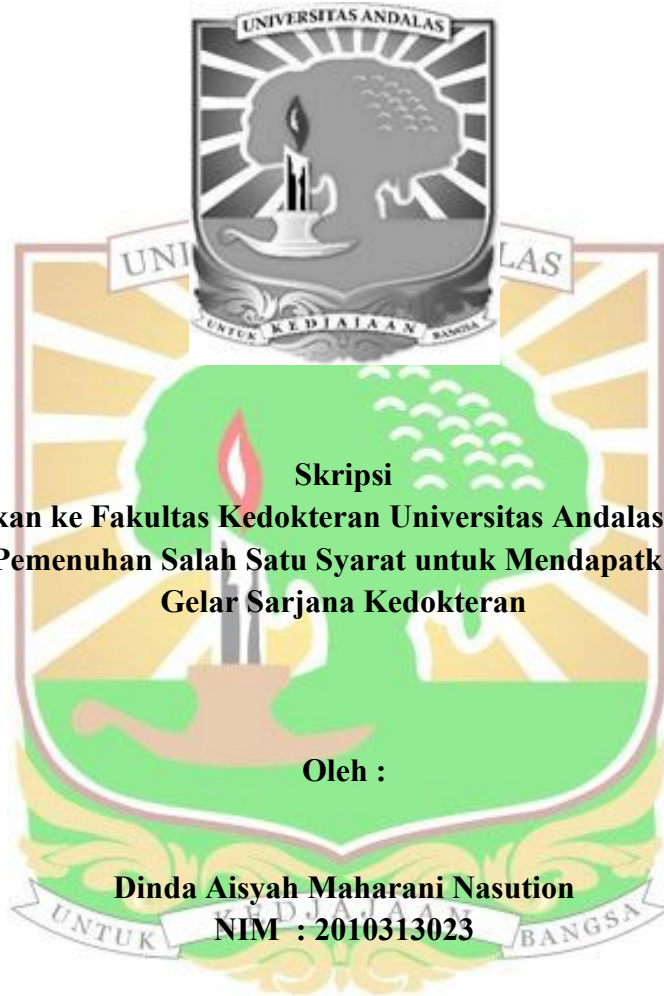 UNIVERSITAS ANDALAS
UNTUK KEDJAJAAN BANGSA
UNI LAS
Skripsi
kan ke Fakultas Kedokteran Universitas Andalas
Pemenuhan Salah Satu Syarat untuk Mendapatk
Gelar Sarjana Kedokteran
Oleh :
Dinda Aisyah Maharani Nasution
NIM : 2010313023
UNTUK KEDJAJAAN BANGSA